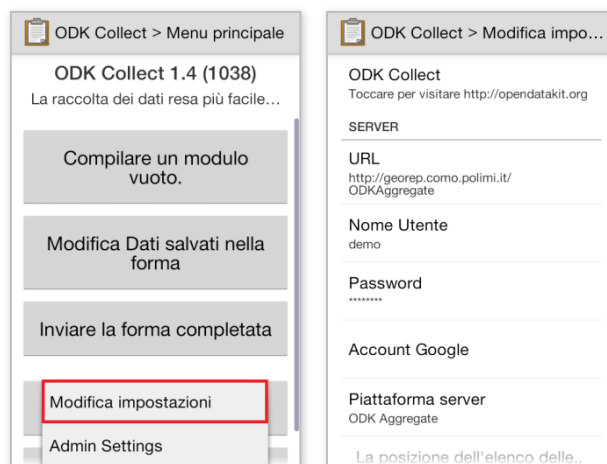 ODK Collect > Menu principale
ODK Collect 1.4 (1038)
La raccolta dei dati resa più facile...
Compilare un modulo
vuoto.
Modifica Dati salvati nella
forma
Inviare la forma completata
Modifica impostazioni
Admin Settings
ODK Collect > Modifica impo...
ODK Collect
Toccare per visitare http://opendatakit.org
SERVER
URL
http://georep.como.polimi.it/
ODKAggregate
Nome Utente
demo
Password
********
Account Google
Piattaforma server
ODK Aggregate
La posizione dell'elenco delle..